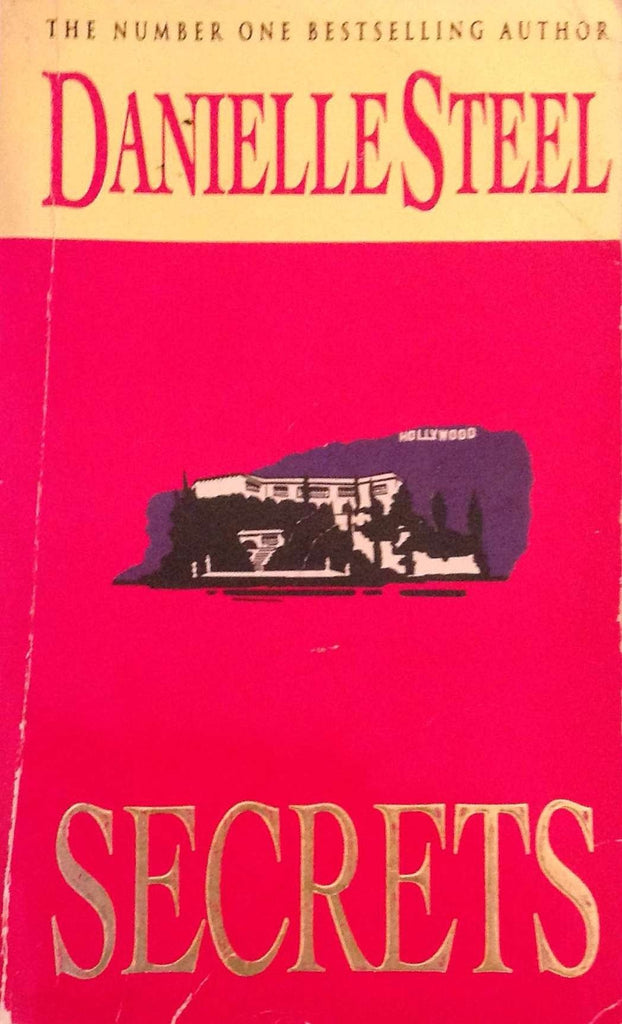 THE NUMBER ONE BESTSELLING AUTHOR
DANIELLE STEEL
HOLLYWOOD
SECRETS